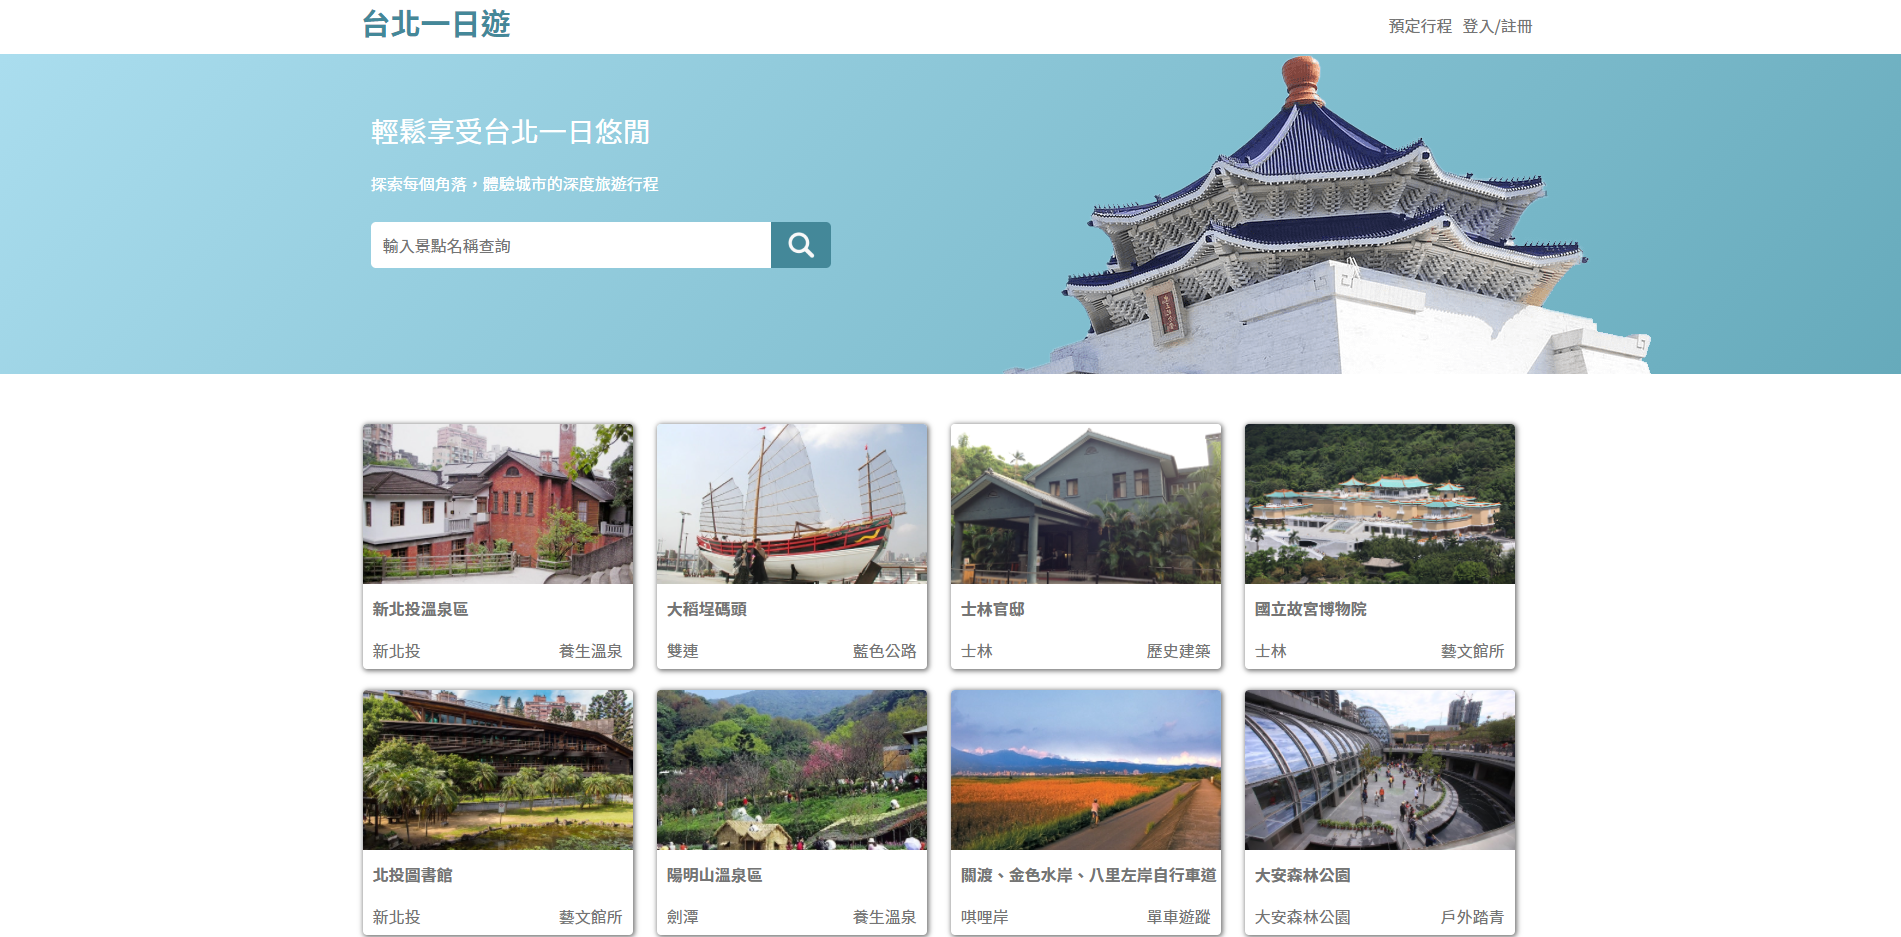 台北一日遊
預定行程 登入/註冊
輕鬆享受台北一日悠閒
探索每個角落，體驗城市的深度旅遊行程
輸入景點名稱查詢
新北投溫泉區
新北投 養生溫泉
大稻埕碼頭
雙連 藍色公路
士林官邸
士林 歷史建築
國立故宮博物院
士林 藝文館所
北投圖書館
新北投 藝文館所
陽明山溫泉區
劍潭 養生溫泉
關渡、金色水岸、八里左岸自行車道
唭哩岸 單車遊蹤
大安森林公園
大安森林公園 戶外踏青